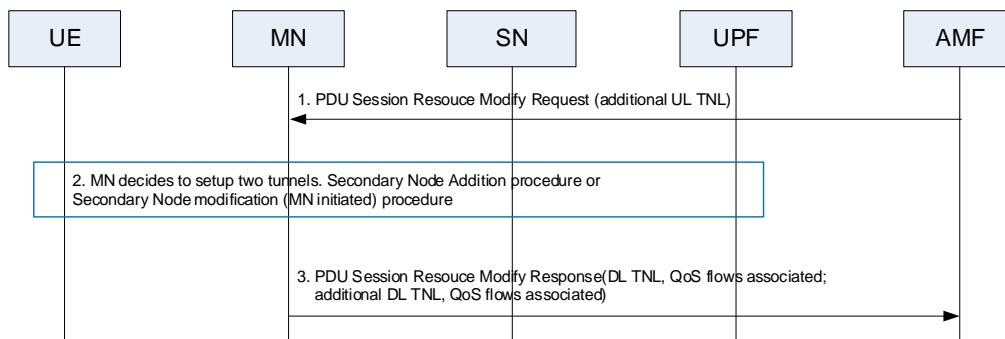 UE
MN
SN
UPF
AMF
1. PDU Session Resouce Modify Request (additional UL TNL)
2. MN decides to setup two tunnels. Secondary Node Addition procedure or
Secondary Node modification (MN initiated) procedure
3. PDU Session Resouce Modify Response(DL TNL, QoS flows associated;
additional DL TNL, QoS flows associated)